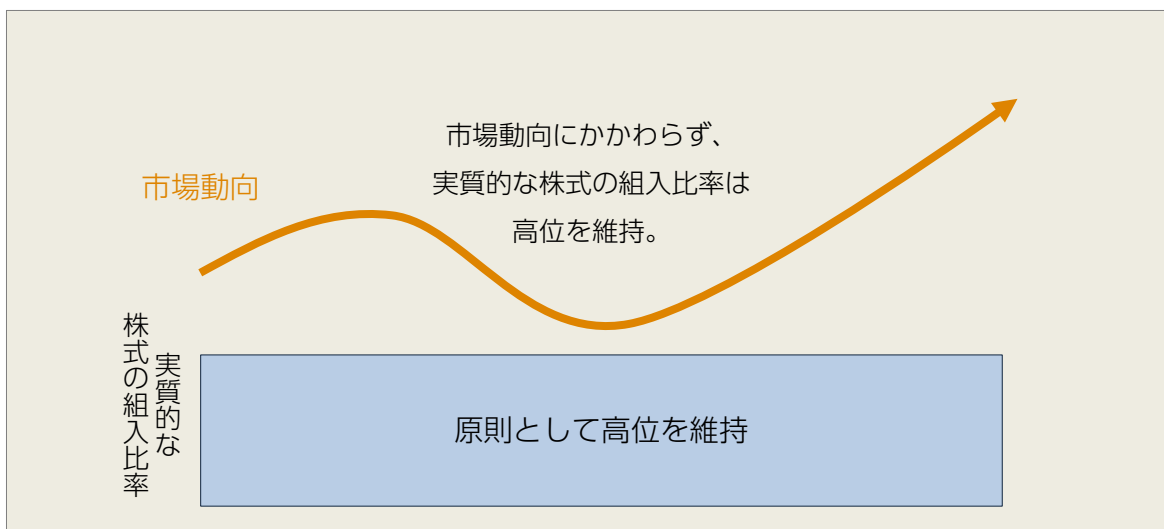 市場動向にかかわらず、
実質的な株式の組入比率は
高位を維持。
市場動向
実質的な
株式の組入比率
原則として高位を維持